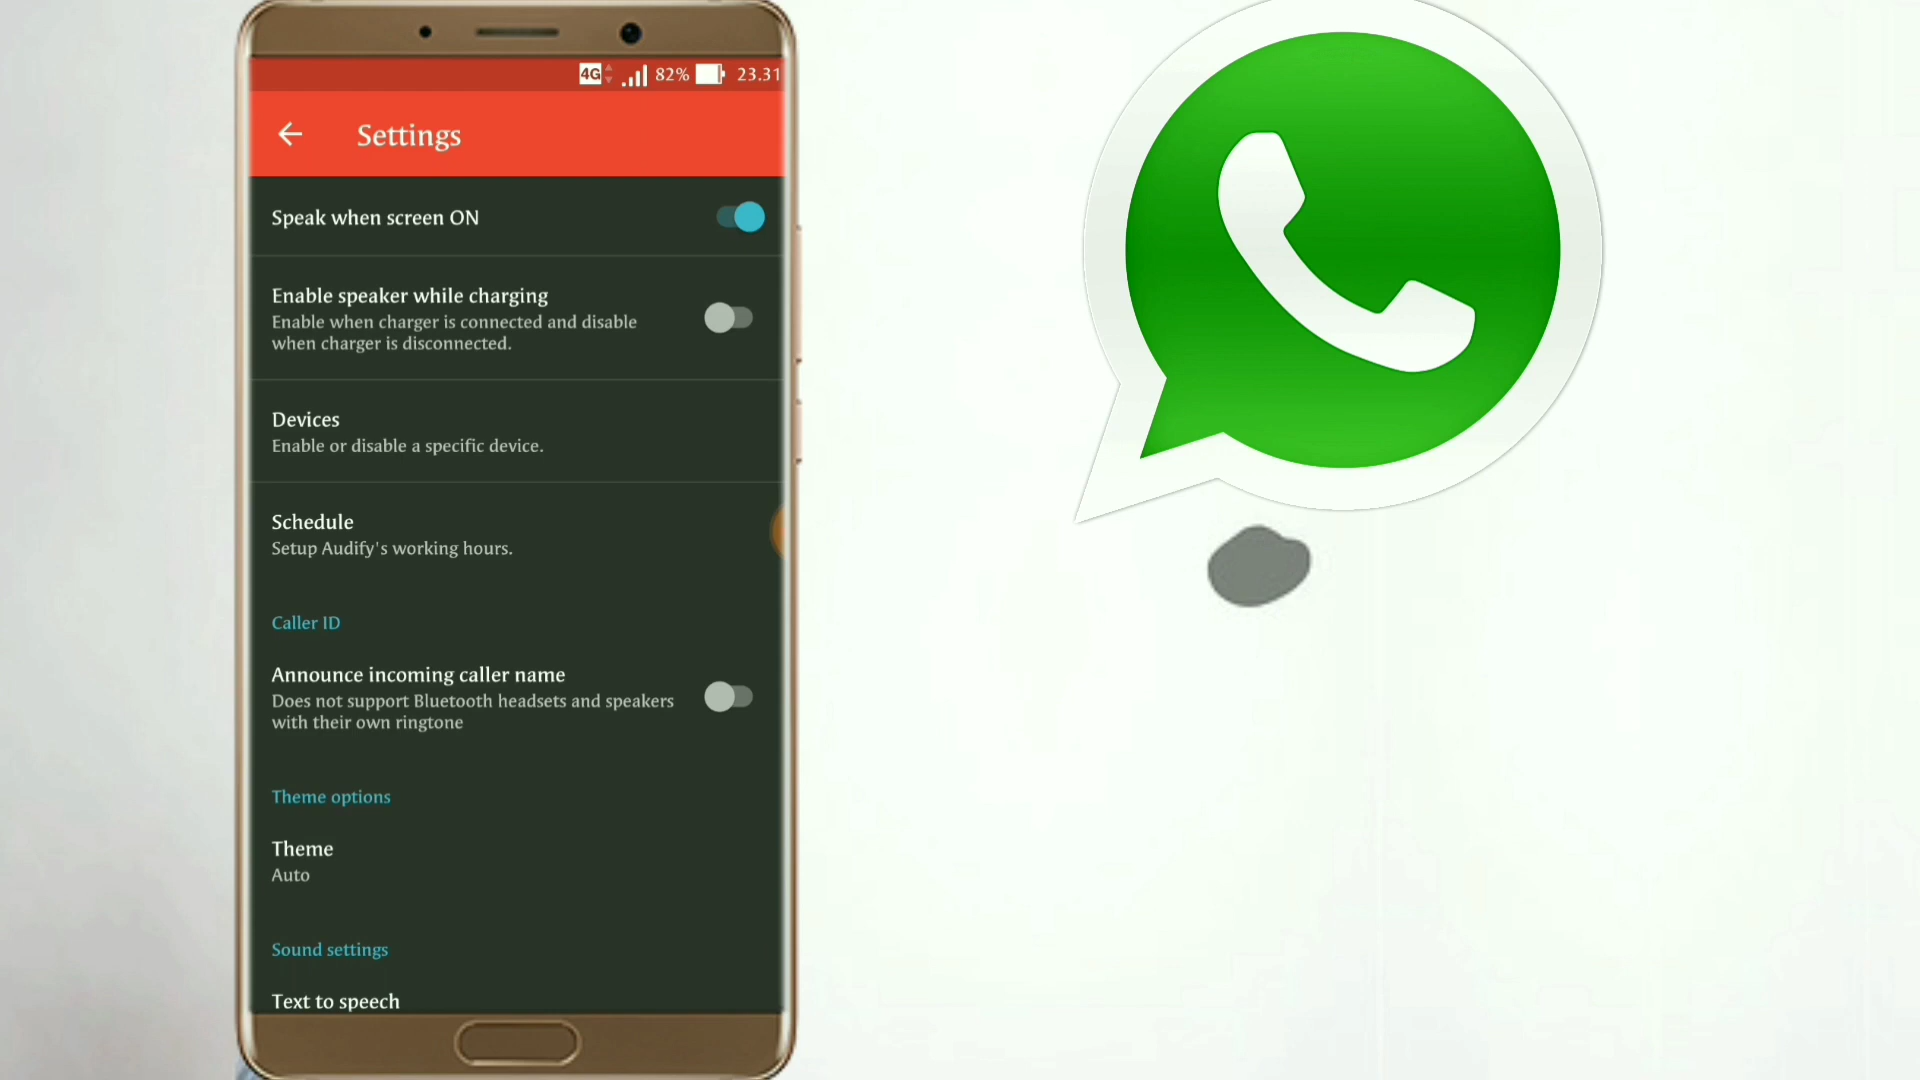 4G 82% 23.31
Settings
Speak when screen ON
Enable speaker while charging
Enable when charger is connected and disable
when charger is disconnected.
Devices
Enable or disable a specific device.
Schedule
Setup Audify's working hours.
Caller ID
Announce incoming caller name
Does not support Bluetooth headsets and speakers
with their own ringtone
Theme options
Theme
Auto
Sound settings
Text to speech